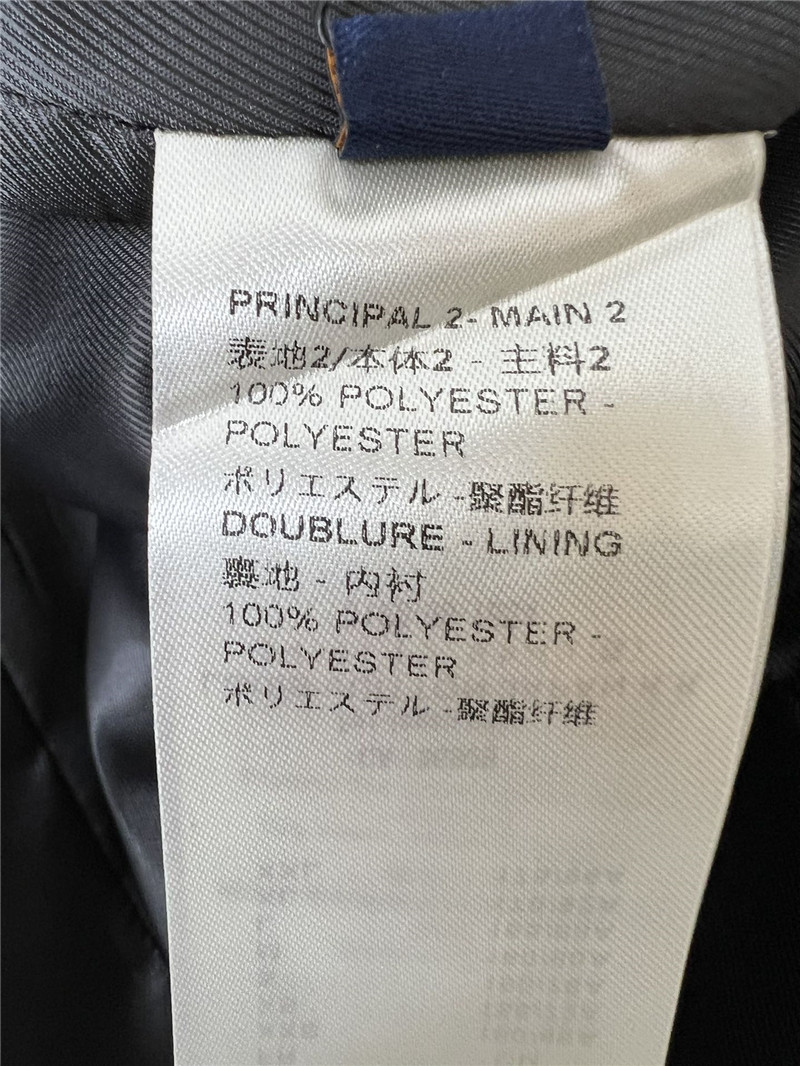 PRINCIPAL 2- MAIN 2
表地2/本体2 - 主料2
100% POLYESTER -
POLYESTER
ポリエステル -聚酯纤维
DOUBLURE - LINING
裏地 - 内衬
100% POLYESTER -
POLYESTER
ポリエステル -聚酯纤维